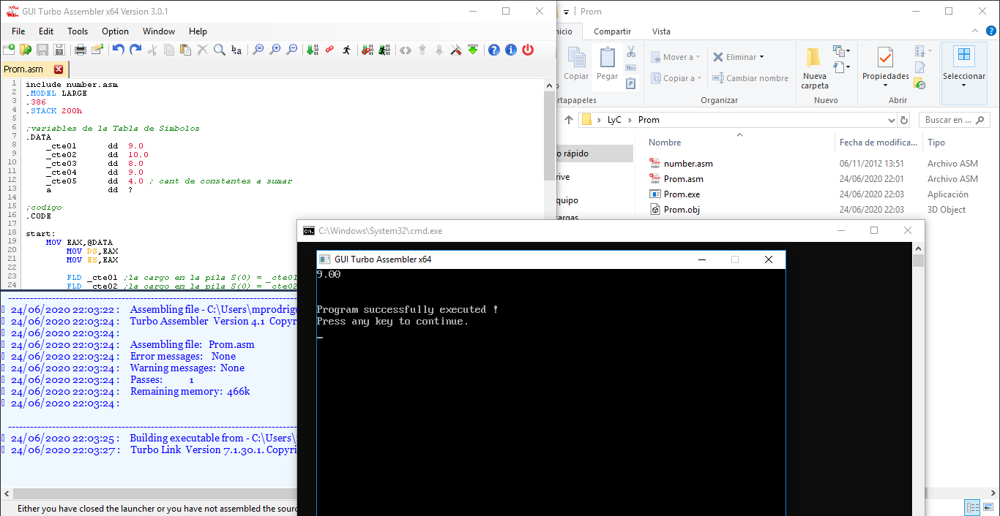 GUI Turbo Assembler x64 Version 3.0.1
File Edit Tools Option Window Help
Prom.asm
1 include number.asm
2 .MODEL LARGE
3 .386
4 .STACK 200h
5
6 ;variables de la Tabla de Simbolos
7 .DATA
8 _cte01 dd 9.0
9 _cte02 dd 10.0
10 _cte03 dd 8.0
11 _cte04 dd 9.0
12 _cte05 dd 4.0 ; cant de constantes a sumar
13 a dd ?
14
15 ;codigo
16 .CODE
17
18 start:
19 MOV EAX,@DATA
20 MOV DS,EAX
21 MOV ES,EAX
22
23 FLD _cte01 ;la cargo en la pila S(0) = _cte01
24 FLD _cte02 ;la cargo en la pila S(0) = _cte02
24/06/2020 22:03:22 : Assembling file - C:\Users\mprodrig
24/06/2020 22:03:24 : Turbo Assembler Version 4.1 Copyr
24/06/2020 22:03:24 :
24/06/2020 22:03:24 : Assembling file: Prom.asm
24/06/2020 22:03:24 : Error messages: None
24/06/2020 22:03:24 : Warning messages: None
24/06/2020 22:03:24 : Passes: 1
24/06/2020 22:03:24 : Remaining memory: 466k
24/06/2020 22:03:24 :
24/06/2020 22:03:25 : Building executable from - C:\Users\
24/06/2020 22:03:27 : Turbo Link Version 7.1.30.1. Copyri
Either you have closed the launcher or you have not assembled the sourc
Prom
nicio Compartir Vista
Copiar
Pegar
Mover a
Copiar a
Eliminar
Cambiar nombre
Nueva
carpeta
Propiedades
Seleccionar
rtapapeles Organizar Nuevo Abrir
LyC > Prom
Buscar en ...
o rápido
rive
quipo
cargas
Nombre Fecha de modifica... Tipo
number.asm 06/11/2012 13:51 Archivo ASM
Prom.asm 24/06/2020 22:01 Archivo ASM
Prom.exe 24/06/2020 22:03 Aplicación
Prom.obj 24/06/2020 22:03 3D Object
C:\Windows\System32\cmd.exe
GUI Turbo Assembler x64
9.00
Program successfully executed !
Press any key to continue.
_